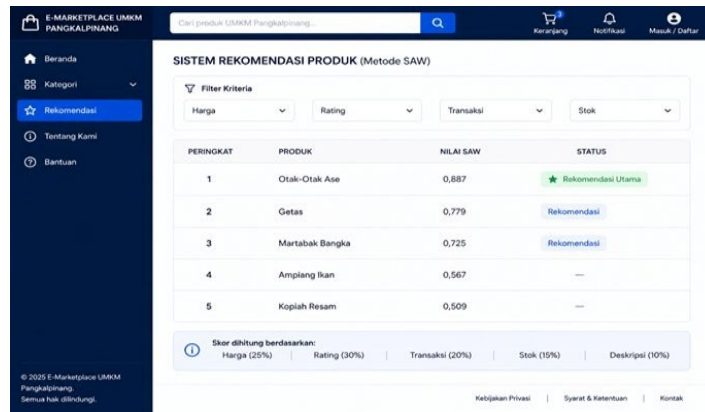 E-MARKETPLACE UMKM
PANGKALPINANG
Cari produk UMKM Pangkalpinang...
3
Keranjang
Notifikasi
Masuk / Daftar
Beranda
Kategori
Rekomendasi
Tentang Kami
Bantuan
© 2025 E-Marketplace UMKM
Pangkalpinang.
Semua hak dilindungi.
SISTEM REKOMENDASI PRODUK (Metode SAW)
Filter Kriteria
Harga Rating Transaksi Stok
PERINGKAT PRODUK NILAI SAW STATUS
1 Otak-Otak Ase 0,887 Rekomendasi Utama
2 Getas 0,779 Rekomendasi
3 Martabak Bangka 0,725 Rekomendasi
4 Ampiang Ikan 0,567 —
5 Kopiah Resam 0,509 —
Skor dihitung berdasarkan:
Harga (25%) | Rating (30%) | Transaksi (20%) | Stok (15%) | Deskripsi (10%)
Kebijakan Privasi | Syarat & Ketentuan | Kontak